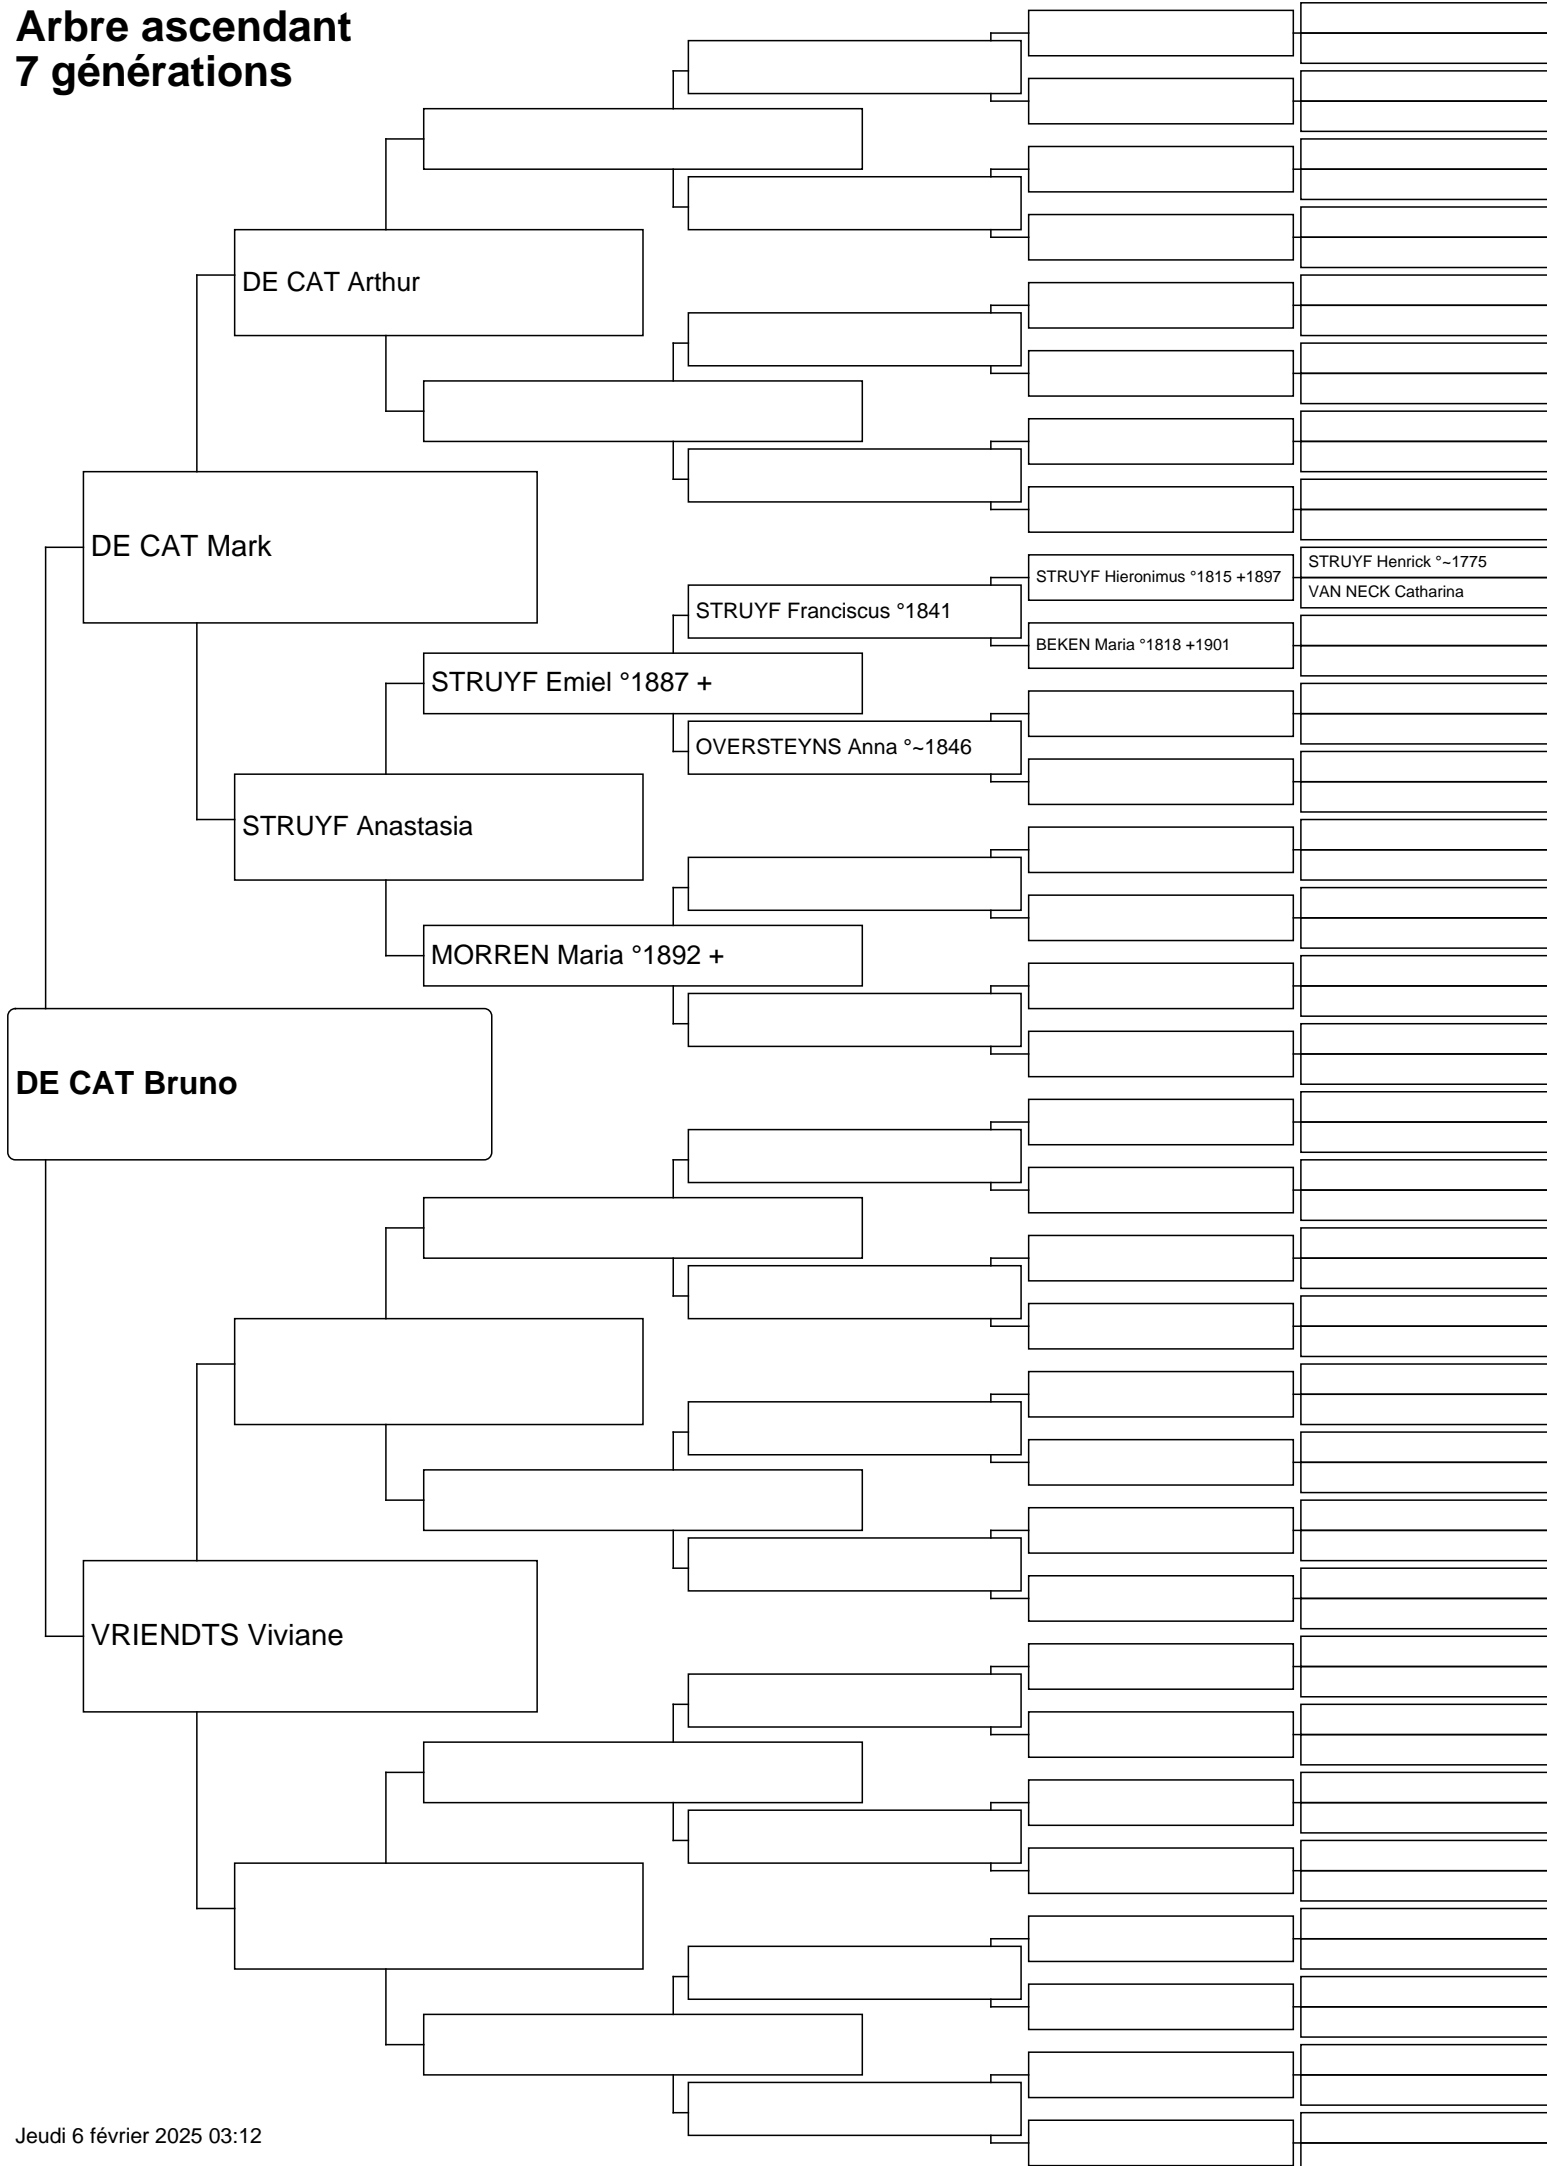 Arbre ascendant
7 générations
DE CAT Arthur
DE CAT Mark
STRUYF Henrick °~1775
STRUYF Hieronimus °1815 +1897
VAN NECK Catharina
STRUYF Franciscus °1841
BEKEN Maria °1818 +1901
STRUYF Emiel °1887 +
OVERSTEYNS Anna °~1846
STRUYF Anastasia
MORREN Maria °1892 +
DE CAT Bruno
VRIENDTS Viviane
Jeudi 6 février 2025 03:12